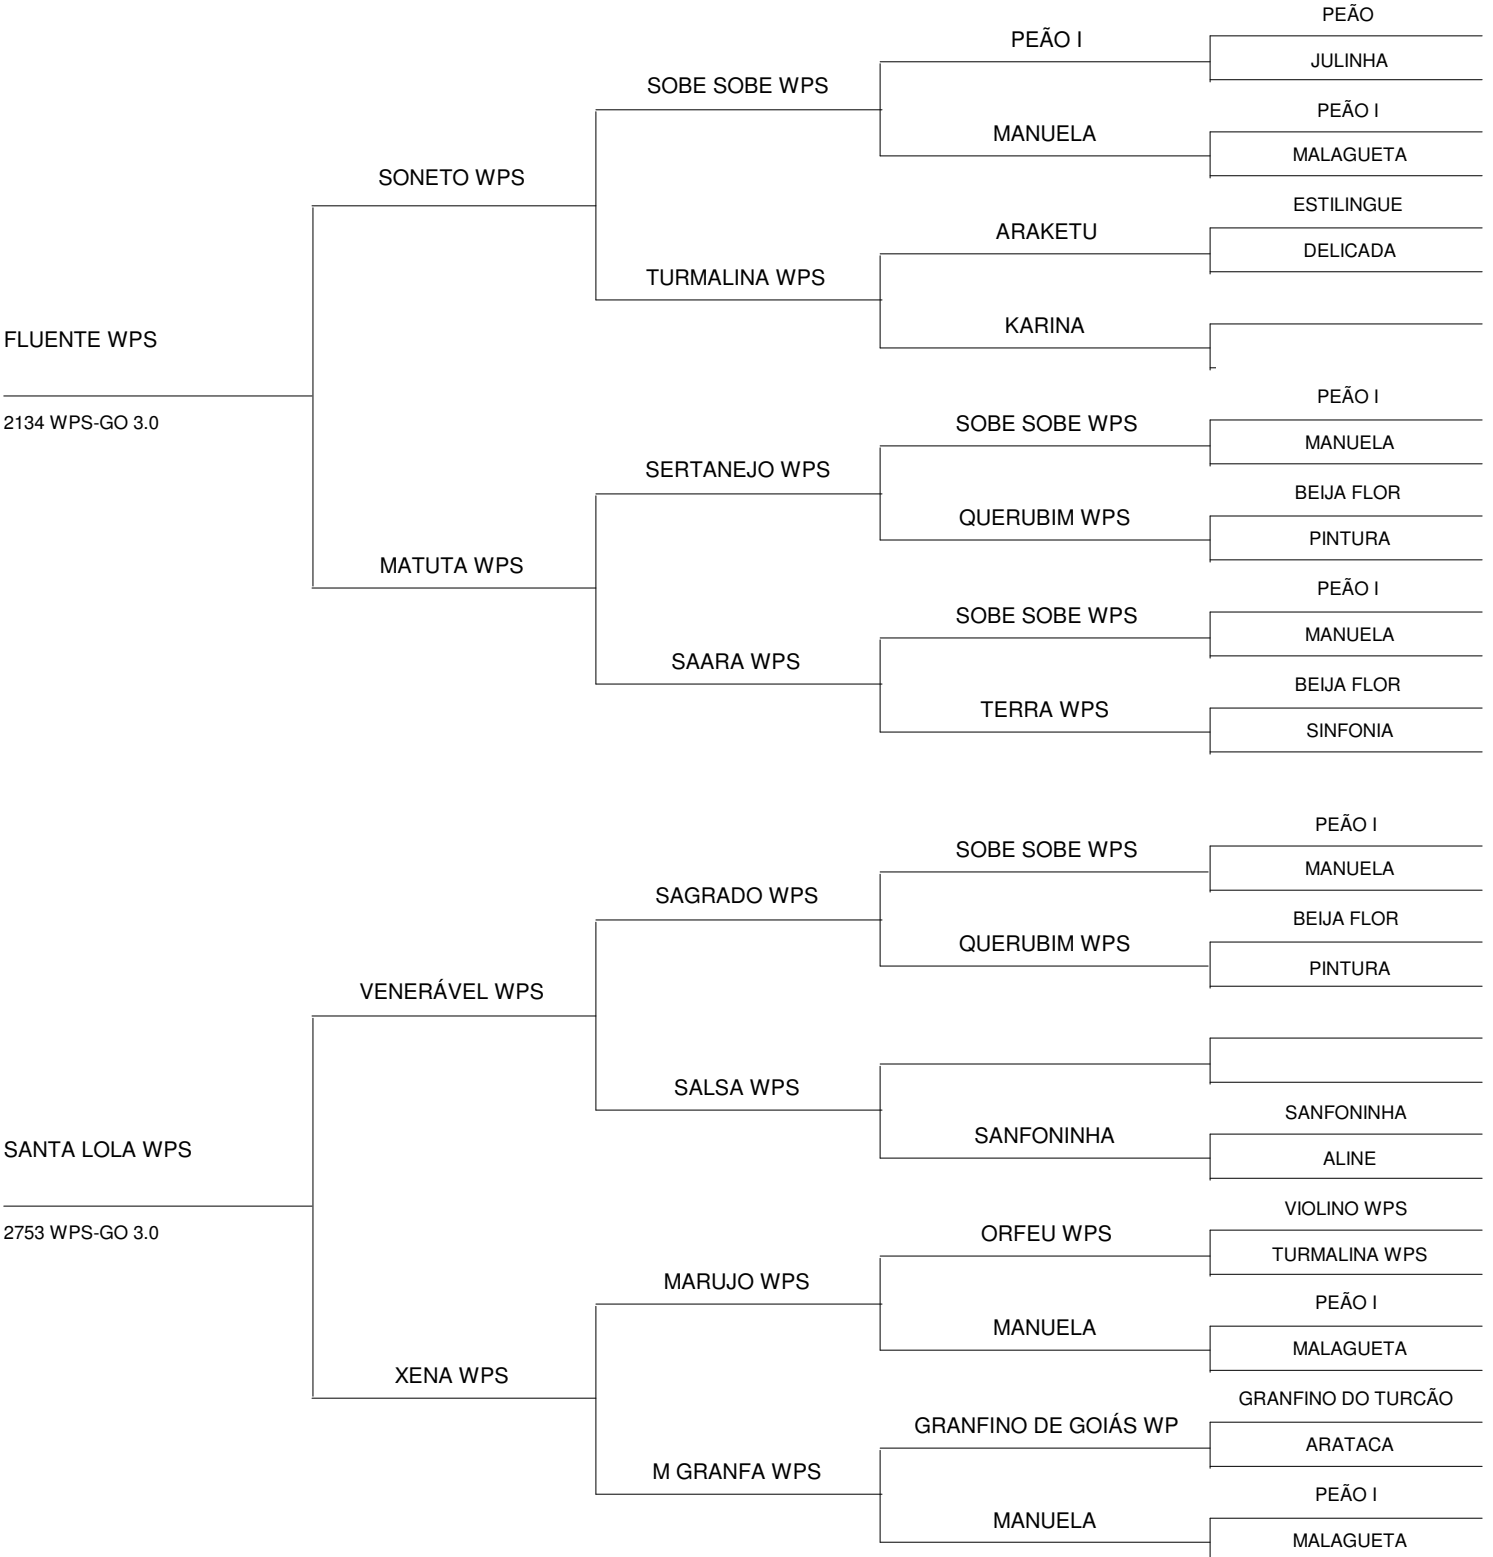 PEÃO
PEÃO I
JULINHA
SOBE SOBE WPS
PEÃO I
MANUELA
MALAGUETA
SONETO WPS
ESTILINGUE
ARAKETU
DELICADA
TURMALINA WPS
KARINA
FLUENTE WPS
2134 WPS-GO 3.0
PEÃO I
SOBE SOBE WPS
MANUELA
SERTANEJO WPS
BEIJA FLOR
QUERUBIM WPS
PINTURA
MATUTA WPS
PEÃO I
SOBE SOBE WPS
MANUELA
SAARA WPS
BEIJA FLOR
TERRA WPS
SINFONIA
PEÃO I
SOBE SOBE WPS
MANUELA
SAGRADO WPS
BEIJA FLOR
QUERUBIM WPS
PINTURA
VENERÁVEL WPS
SALSA WPS
SANFONINHA
SANFONINHA
ALINE
SANTA LOLA WPS
2753 WPS-GO 3.0
VIOLINO WPS
ORFEU WPS
TURMALINA WPS
MARUJO WPS
PEÃO I
MANUELA
MALAGUETA
XENA WPS
GRANFINO DO TURCÃO
GRANFINO DE GOIÁS WP
ARATACA
M GRANFA WPS
PEÃO I
MANUELA
MALAGUETA